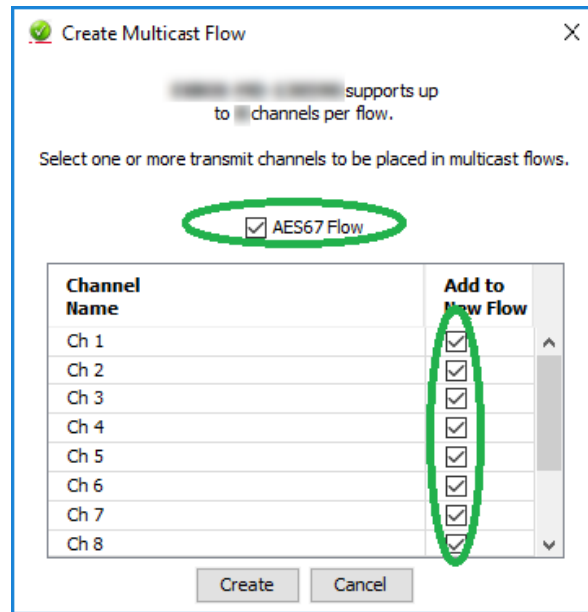 Create Multicast Flow
supports up
to channels per flow.
Select one or more transmit channels to be placed in multicast flows.
AES67 Flow
Channel Name
Add to New Flow
Ch 1
Ch 2
Ch 3
Ch 4
Ch 5
Ch 6
Ch 7
Ch 8
Create Cancel